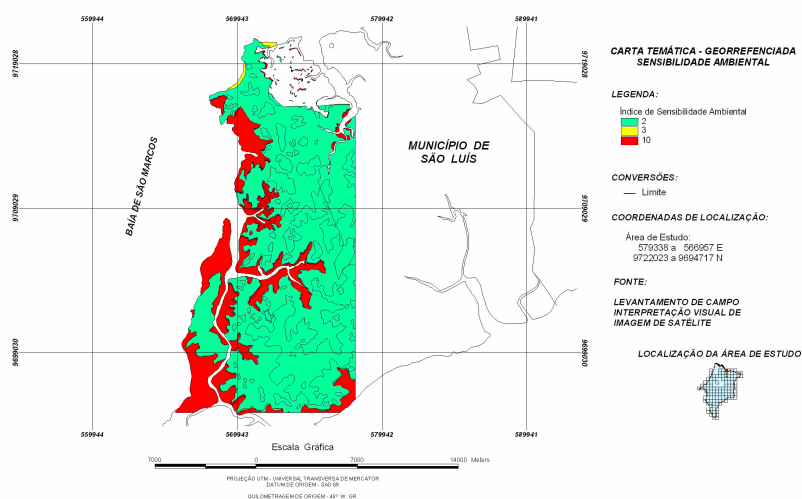 599944
569943
579942
589941
9719028
9719028
CARTA TEMÁTICA - GEORREFENCIADA
SENSIBILIDADE AMBIENTAL
LEGENDA:
Índice de Sensibilidade Ambiental
2
3
10
MUNICÍPIO DE
SÃO LUÍS
BAÍA DE SÃO MARCOS
CONVERSÕES:
Limite
9709029
9709029
COORDENADAS DE LOCALIZAÇÃO:
Área de Estudo:
579338 a 566957 E
9722023 a 9694717 N
FONTE:
LEVANTAMENTO DE CAMPO
INTERPRETAÇÃO VISUAL DE
IMAGEM DE SATÉLITE
9699030
9699030
LOCALIZAÇÃO DA ÁREA DE ESTUDO
599944
569943
579942
589941
Escala Gráfica
7000
0
7000
14000 Meters
PROJEÇÃO UTM - UNIVERSAL TRANSVERSA DE MERCATOR
DATUM DE ORIGEM - SAD 69
QUILOMETRAGEM DE ORIGEM - 45° W. GR.